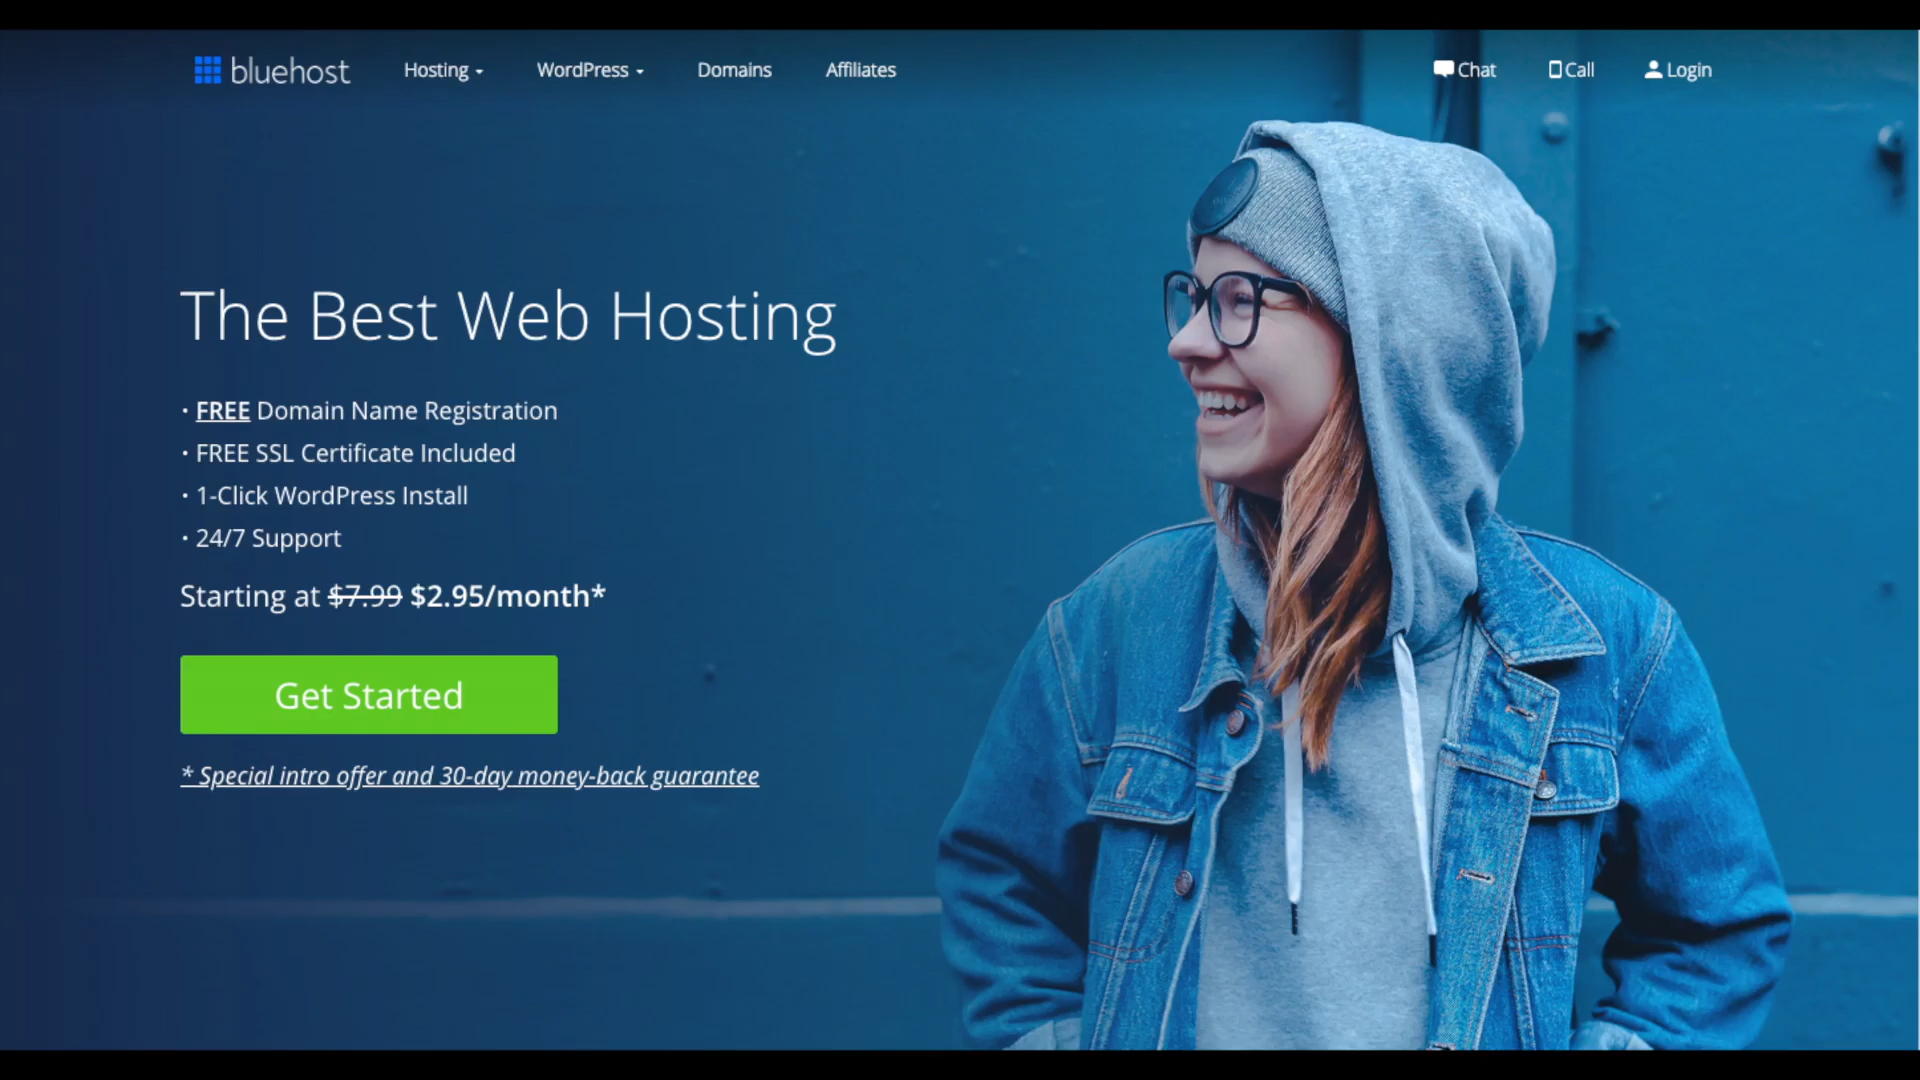 bluehost
Hosting
WordPress
Domains
Affiliates
Chat
Call
Login
The Best Web Hosting
· FREE Domain Name Registration
· FREE SSL Certificate Included
· 1-Click WordPress Install
· 24/7 Support
Starting at $7.99 $2.95/month*
Get Started
* Special intro offer and 30-day money-back guarantee